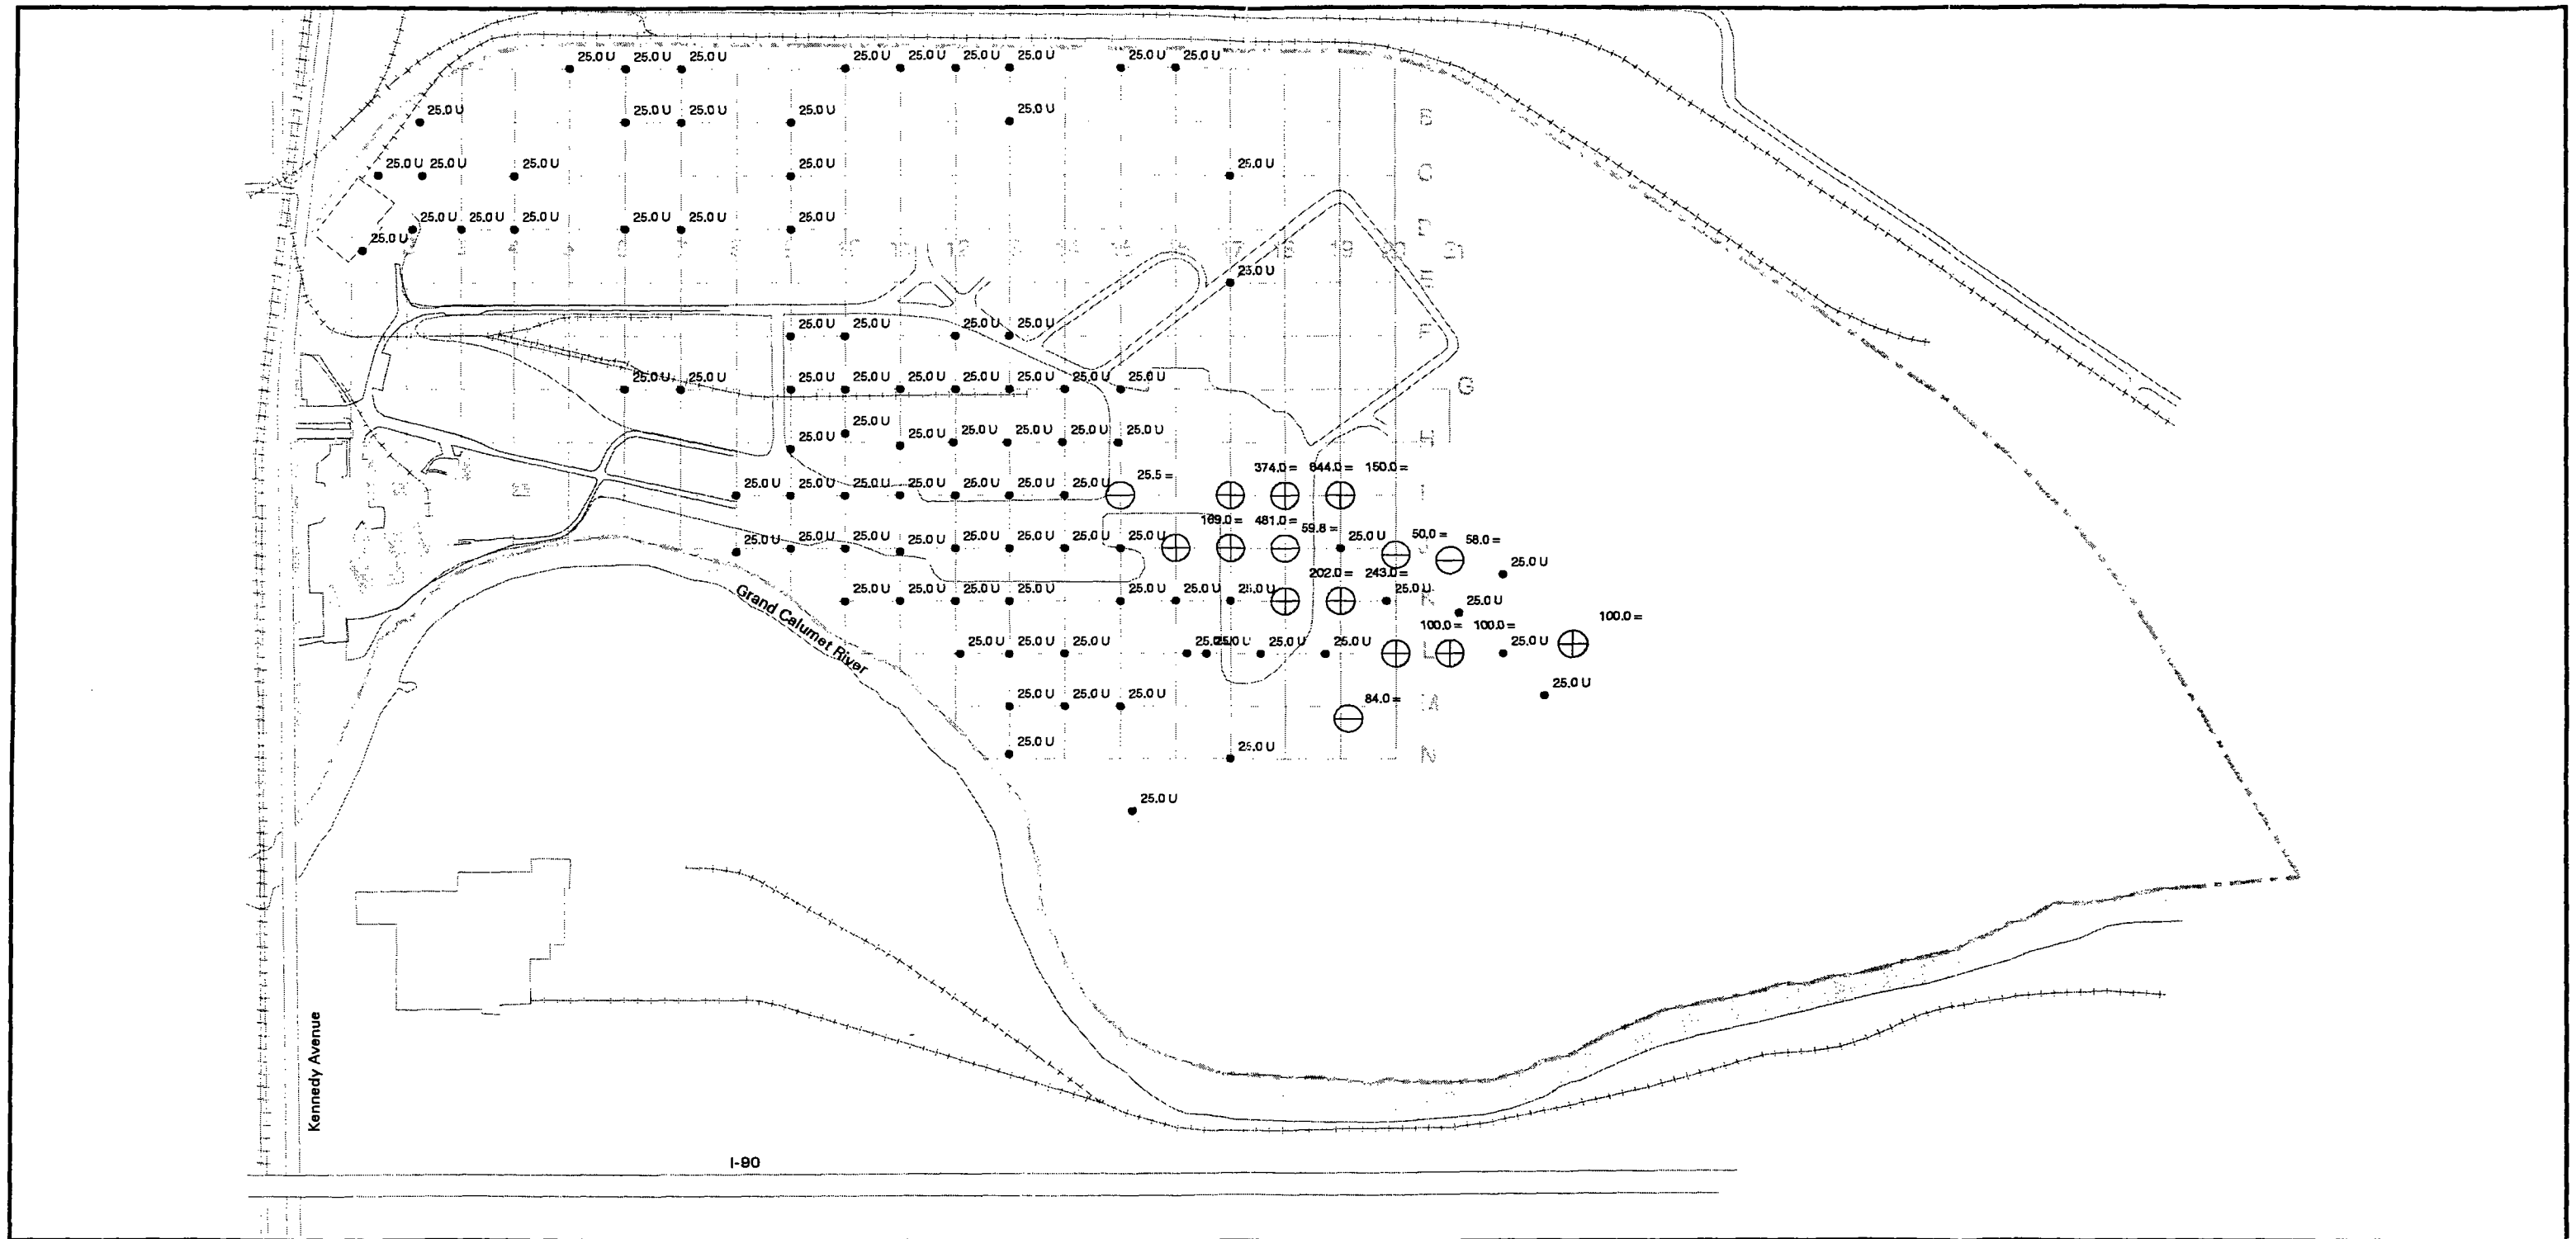 25.0 U 25.0 U 25.0 U 25.0 U 25.0 U 25.0 U 25.0 U 25.0 U 25.0 U
25.0 U 25.0 U 25.0 U 25.0 U 25.0 U B
25.0 U 25.0 U 25.0 U 25.0 U 25.0 U
25.0 U 25.0 U 25.0 U 25.0 U 25.0 U 25.0 U D
25.0 U
3 10 12 14 17 18 19 20 21
25.0 U E
25.0 U 25.0 U 25.0 U 25.0 U F
25.0 U 25.0 U 25.0 U 25.0 U 25.0 U 25.0 U 25.0 U 25.0 U 25.0 U G
25.0 U 25.0 U 25.0 U 25.0 U 25.0 U 25.0 U 25.0 U H
374.0 = 150.0 =
25.0 U 25.0 U 25.0 U 25.0 U 25.0 U 25.0 U 25.0 U 25.5 = I
169.0 = 481.0 = 59.8 =
25.0 U 25.0 U 25.0 U 25.0 U 25.0 U 25.0 U 25.0 U 25.0 U 25.0 U 50.0 = 58.0 =
25.0 U
202.0 = 243.0 =
25.0 U 25.0 U 25.0 U 25.0 U 25.0 U 25.0 U 25.0 U 25.0 U K 25.0 U
Grand Calumet River
100.0 = 100.0 = 100.0 =
25.0 U 25.0 U 25.0 U 25.0 U 25.0 U 25.0 U L 25.0 U
25.0 U
25.0 U 25.0 U 25.0 U 84.0 =
25.0 U 25.0 U N
25.0 U
Kennedy Avenue
I-90